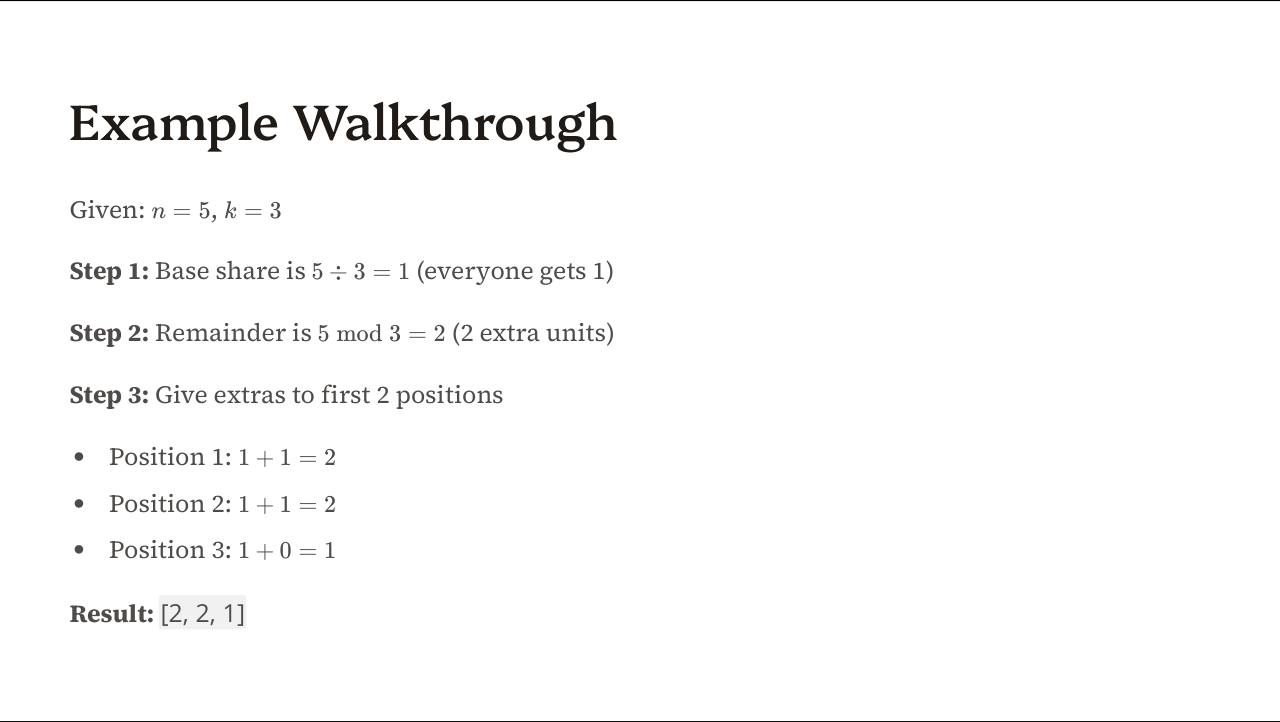 Example Walkthrough
Given: n = 5, k = 3
Step 1: Base share is 5 ÷ 3 = 1 (everyone gets 1)
Step 2: Remainder is 5 mod 3 = 2 (2 extra units)
Step 3: Give extras to first 2 positions
• Position 1: 1 + 1 = 2
• Position 2: 1 + 1 = 2
• Position 3: 1 + 0 = 1
Result: [2, 2, 1]